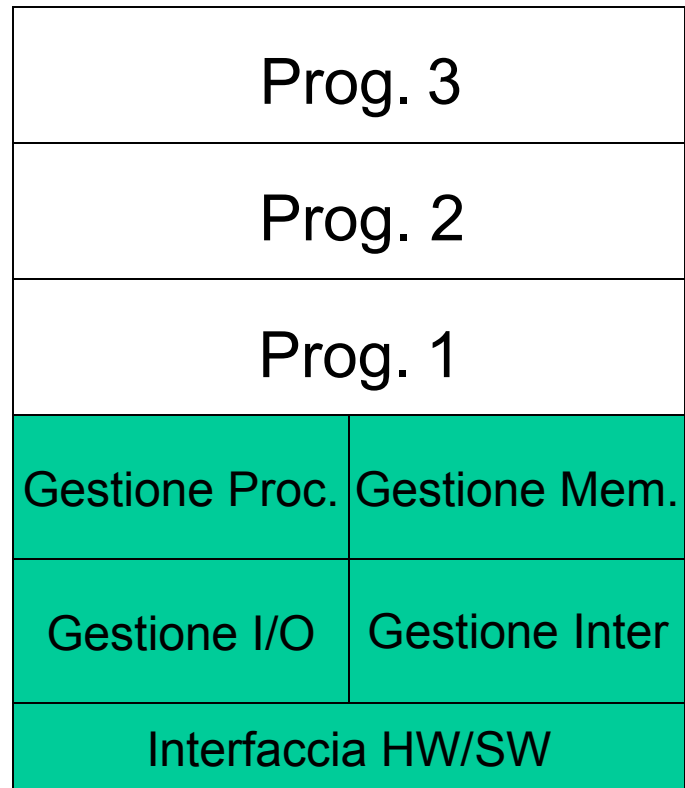 Prog. 3
Prog. 2
Prog. 1
Gestione Proc.
Gestione Mem.
Gestione I/O
Gestione Inter
Interfaccia HW/SW